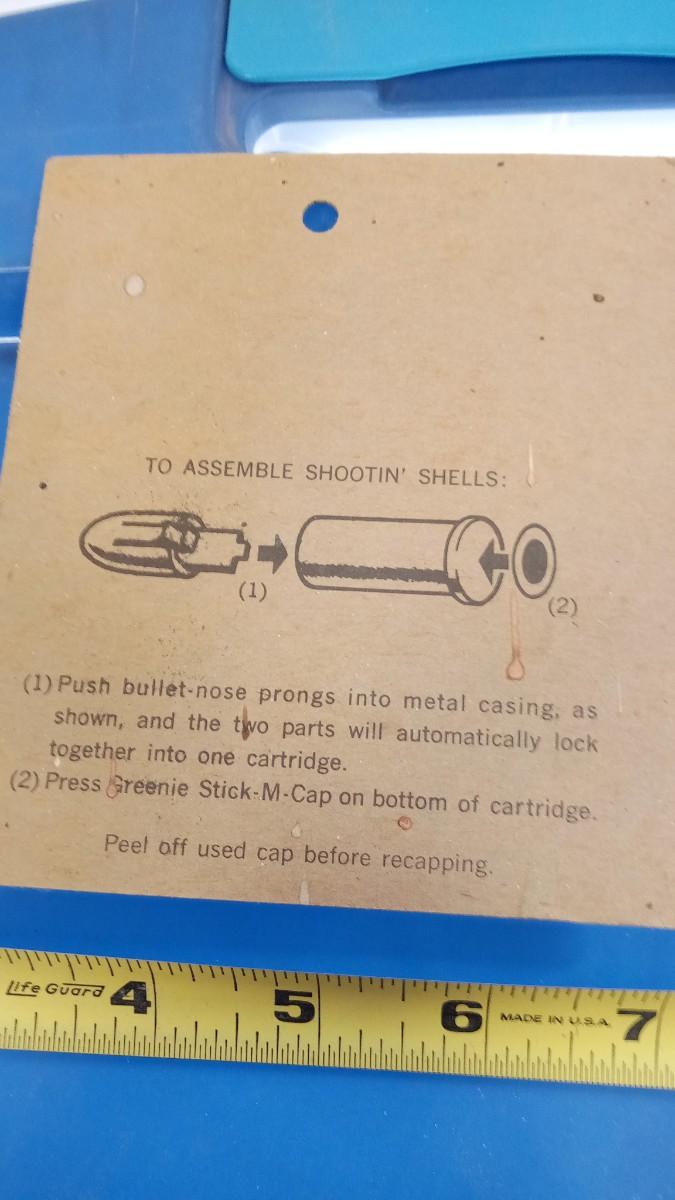 TO ASSEMBLE SHOOTIN' SHELLS:
(1)
(2)
(1) Push bullet-nose prongs into metal casing, as
shown, and the two parts will automatically lock
together into one cartridge.
(2) Press Greenie Stick-M-Cap on bottom of cartridge.
Peel off used cap before recapping.
Life Guard 4 5 6 MADE IN U.S.A. 7